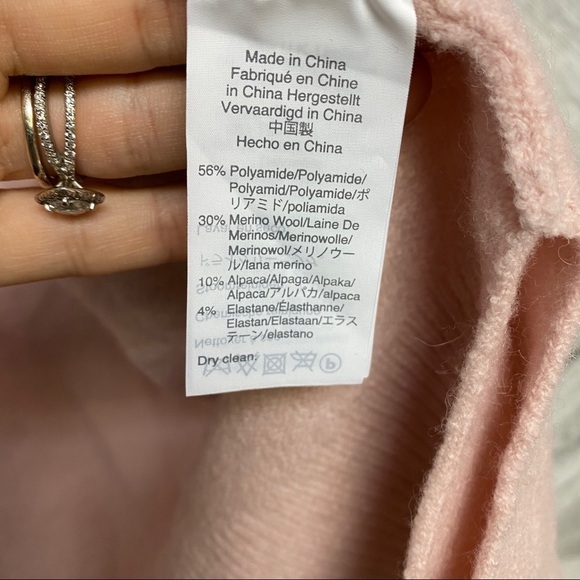 Made in China
Fabriqué en Chine
in China Hergestellt
Vervaardigd in China
中国製
Hecho en China
56% Polyamide/Polyamide/
Polyamid/Polyamide/ポ
リアミド/poliamida
30% Merino Wool/Laine De
Merinos/Merinowolle/
Merinowol/メリノウー
ル/lana merino
10% Alpaca/Alpaga/Alpaka/
Alpaca/アルパカ/alpaca
4% Elastane/Élasthanne/
Elastan/Elastaan/エラス
テーン/elastano
Dry clean.